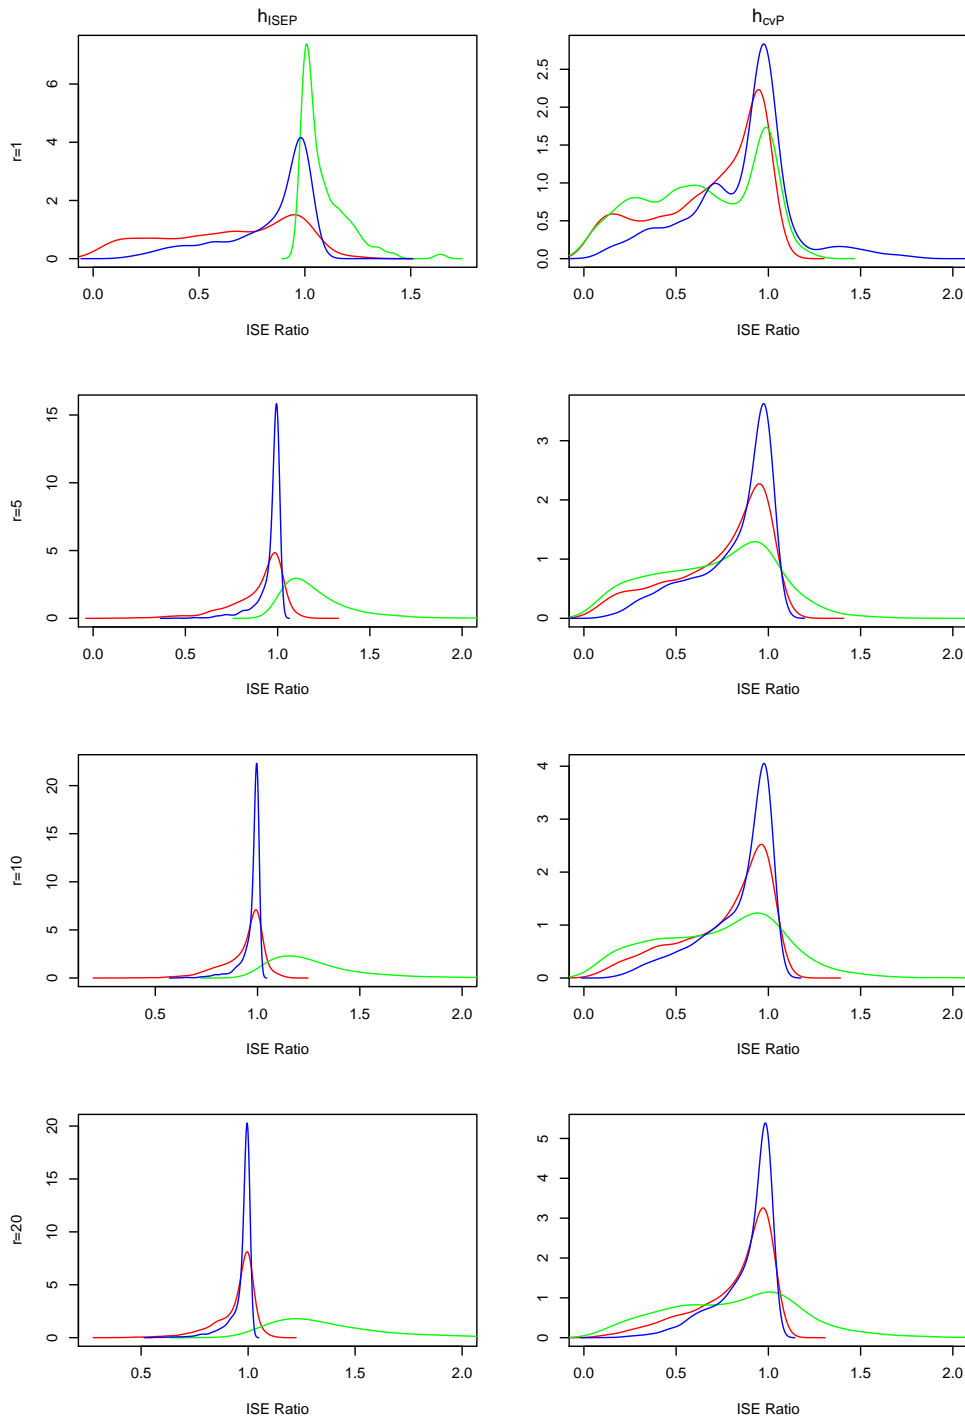 h_ISEP
h_cvP
r=1
0 2 4 6
0.0 0.5 1.0 1.5
ISE Ratio
0.0 0.5 1.0 1.5 2.0 2.5
0.0 0.5 1.0 1.5 2.0
ISE Ratio
r=5
0 5 10 15
0.0 0.5 1.0 1.5 2.0
ISE Ratio
0 1 2 3
0.0 0.5 1.0 1.5 2.0
ISE Ratio
r=10
0 5 10 15 20
0.5 1.0 1.5 2.0
ISE Ratio
0 1 2 3 4
0.0 0.5 1.0 1.5 2.0
ISE Ratio
r=20
0 5 10 15 20
0.5 1.0 1.5 2.0
ISE Ratio
0 1 2 3 4 5
0.0 0.5 1.0 1.5 2.0
ISE Ratio